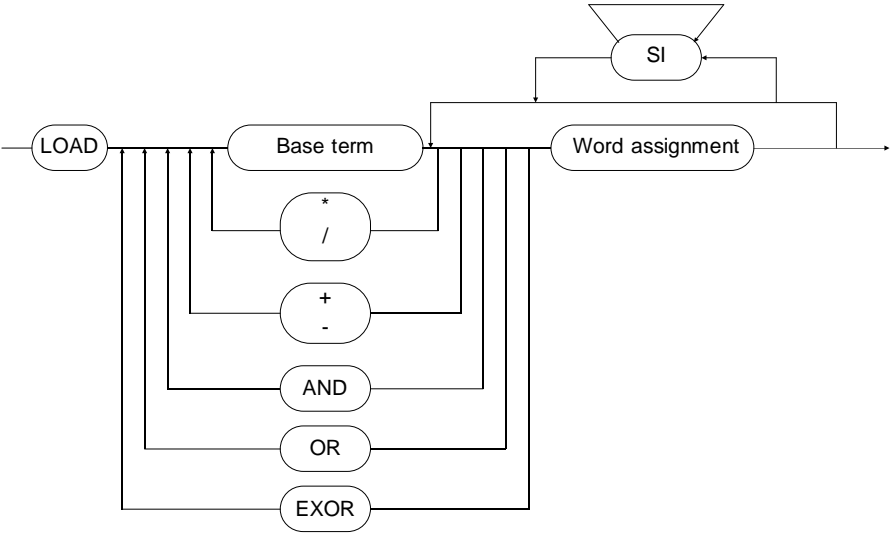 SI
LOAD
Base term
Word assignment
*
/
+
-
AND
OR
EXOR